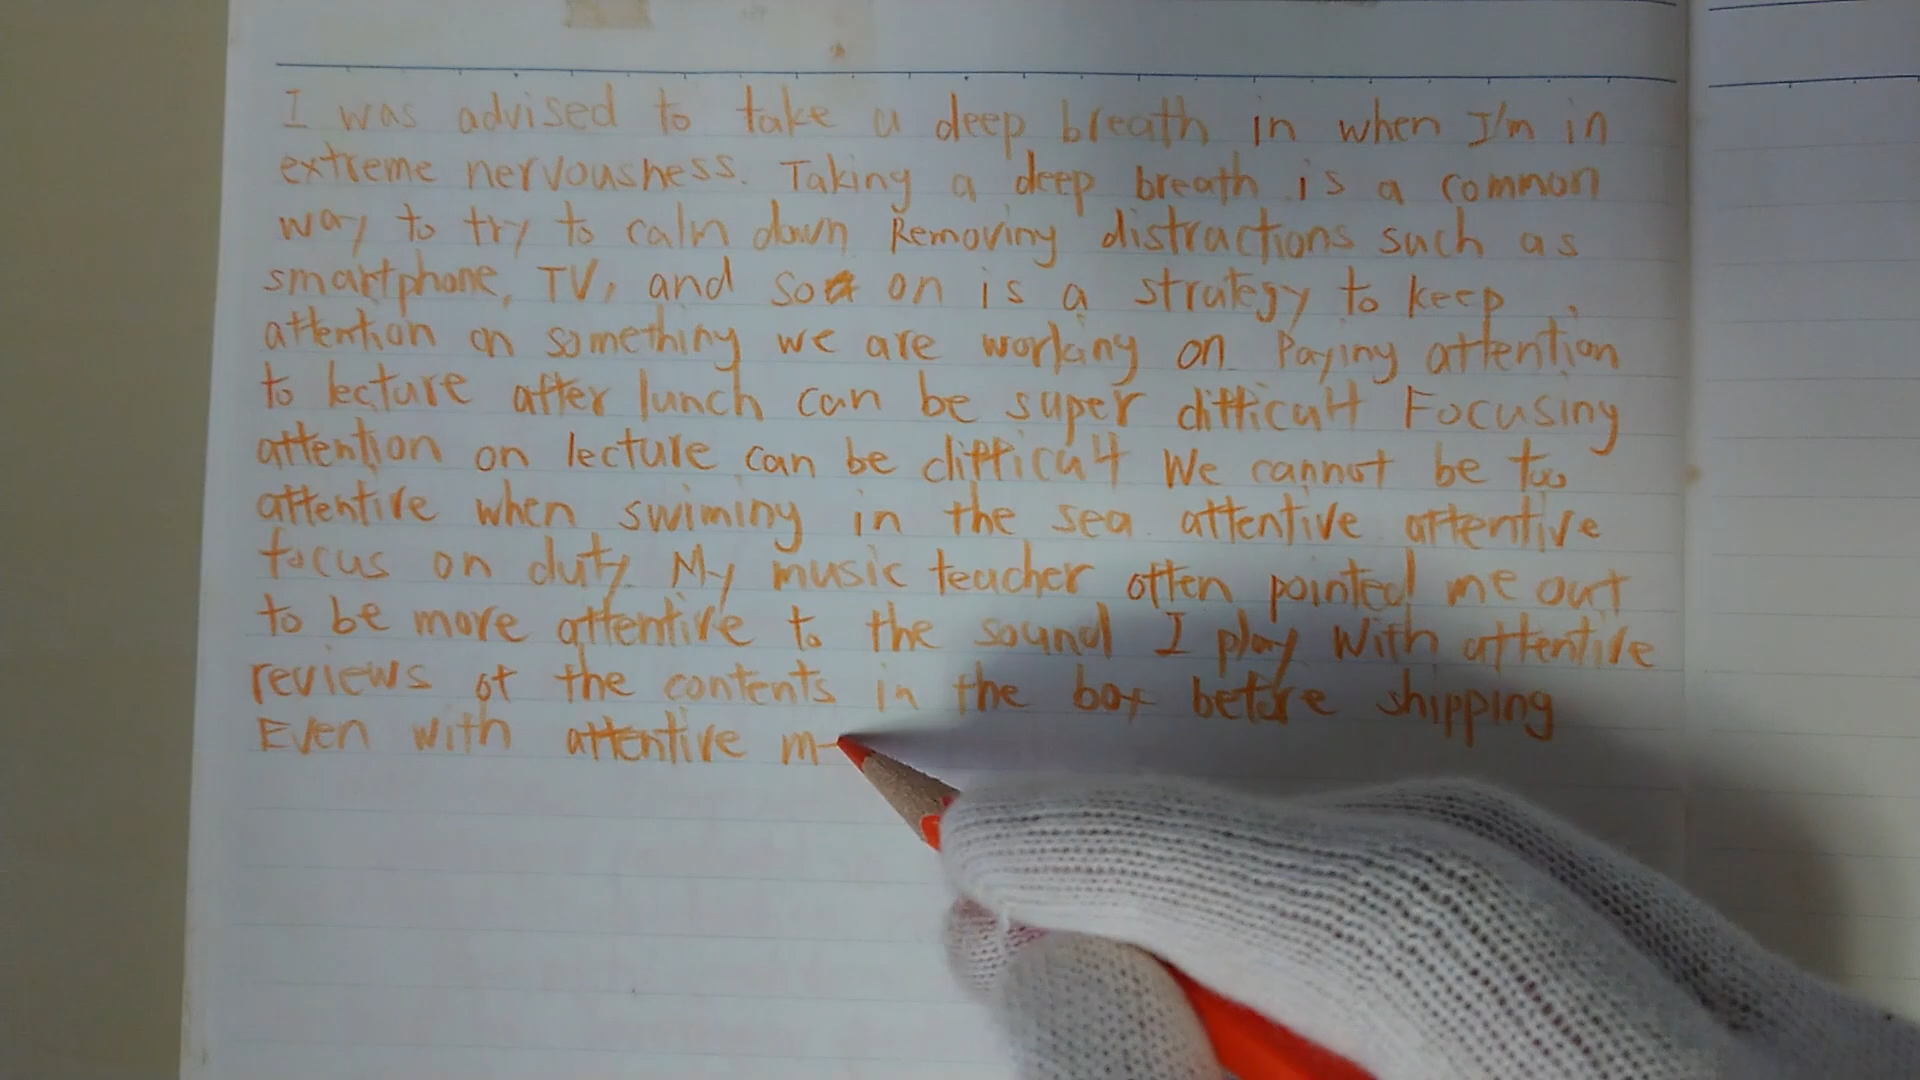 I was advised to take a deep breath in when I'm in
extreme nervousness. Taking a deep breath is a common
way to try to calm down Removing distractions such as
smartphone, TV, and so on is a strategy to keep
attention on something we are working on. Paying attention
to lecture after lunch can be super difficult Focusing
attention on lecture can be difficult We cannot be too
attentive when swiming in the sea. attentive attentive
focus on duty. My music teacher often pointed me out
to be more attentive to the sound I play With attentive
reviews of the contents in the box before shipping
Even with attentive m